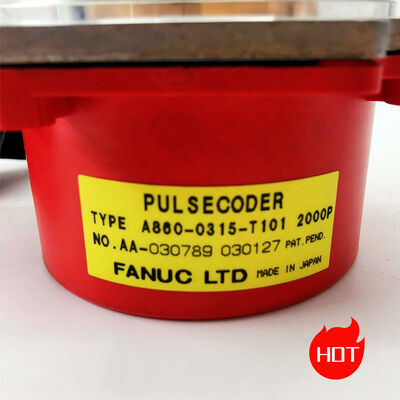 PULSECODER
TYPE A860-0315-T101 2000P
NO.AA-030789 030127 PAT.PEND.
FANUC LTD MADE IN JAPAN
HOT